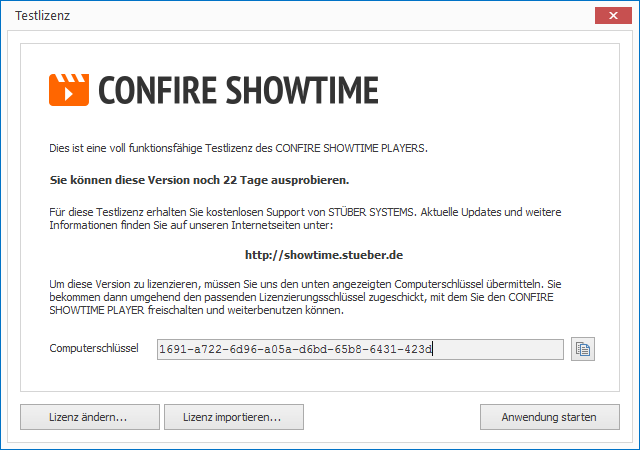 Testlizenz
CONFIRE SHOWTIME
Dies ist eine voll funktionsfähige Testlizenz des CONFIRE SHOWTIME PLAYERS.
Sie können diese Version noch 22 Tage ausprobieren.
Für diese Testlizenz erhalten Sie kostenlosen Support von STÜBER SYSTEMS. Aktuelle Updates und weitere
Informationen finden Sie auf unseren Internetseiten unter:
http://showtime.stueber.de
Um diese Version zu lizenzieren, müssen Sie uns den unten angezeigten Computerschlüssel übermitteln. Sie
bekommen dann umgehend den passenden Lizenzierungsschlüssel zugeschickt, mit dem Sie den CONFIRE
SHOWTIME PLAYER freischalten und weiterbenutzen können.
Computerschlüssel 1691-a722-6d96-a05a-d6bd-65b8-6431-423d
Lizenz ändern... Lizenz importieren... Anwendung starten